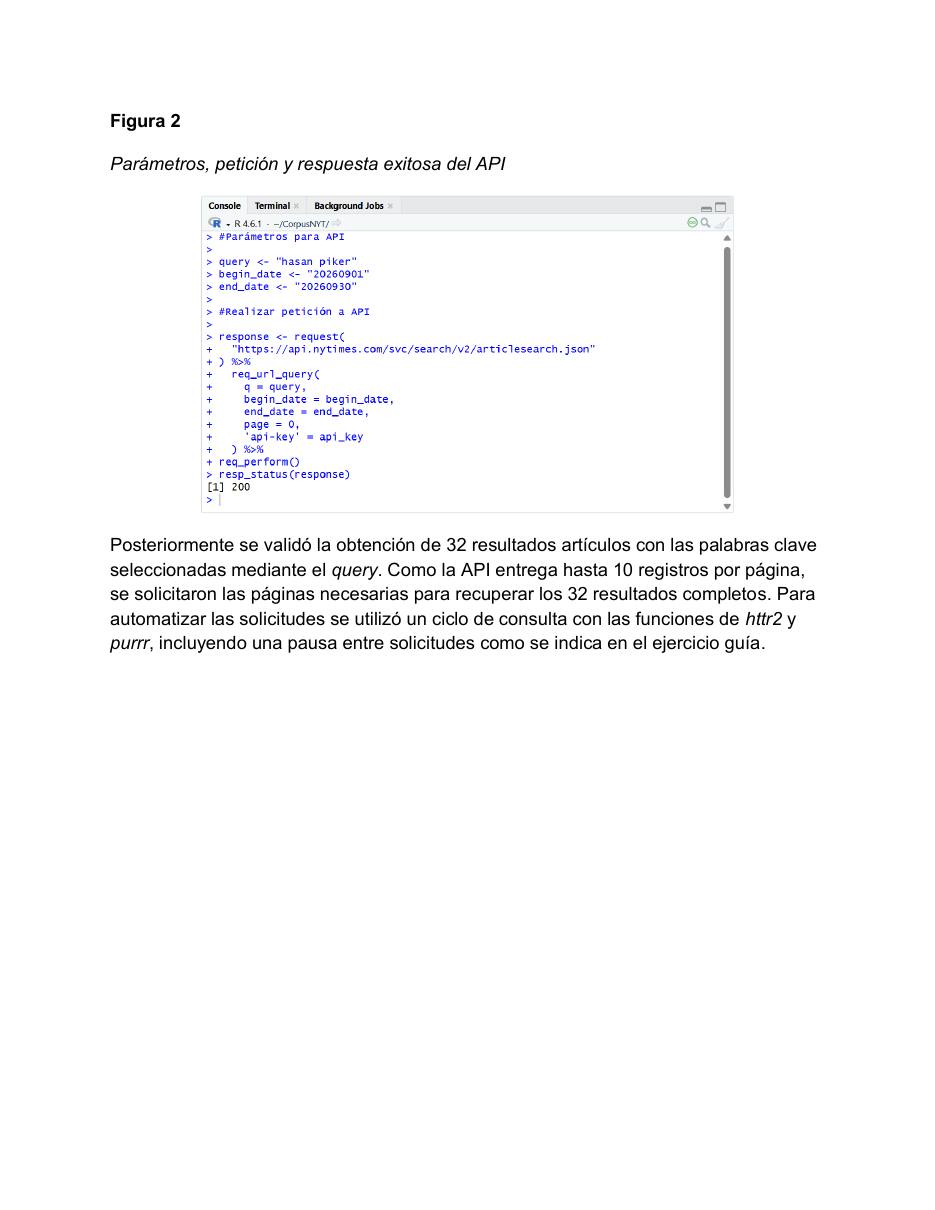 Figura 2
Parámetros, petición y respuesta exitosa del API
Console Terminal × Background Jobs ×
R 4.6.1 · ~/CorpusNYT/
> #Parámetros para API
>
> query <- "hasan piker"
> begin_date <- "20260901"
> end_date <- "20260930"
>
> #Realizar petición a API
>
> response <- request(
+   "https://api.nytimes.com/svc/search/v2/articlesearch.json"
+ ) %>%
+   req_url_query(
+     q = query,
+     begin_date = begin_date,
+     end_date = end_date,
+     page = 0,
+     'api-key' = api_key
+   ) %>%
+ req_perform()
> resp_status(response)
[1] 200
>
Posteriormente se validó la obtención de 32 resultados artículos con las palabras clave
seleccionadas mediante el query. Como la API entrega hasta 10 registros por página,
se solicitaron las páginas necesarias para recuperar los 32 resultados completos. Para
automatizar las solicitudes se utilizó un ciclo de consulta con las funciones de httr2 y
purrr, incluyendo una pausa entre solicitudes como se indica en el ejercicio guía.